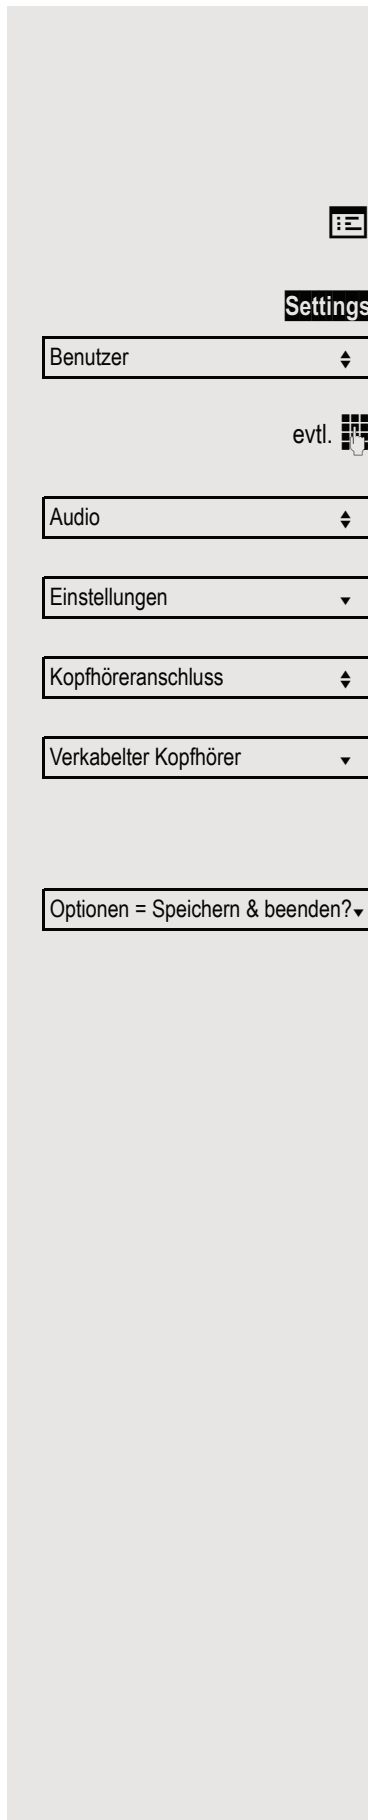 Settings
Benutzer
evtl.
Audio
Einstellungen
Kopfhöreranschluss
Verkabelter Kopfhörer
Optionen = Speichern & beenden?